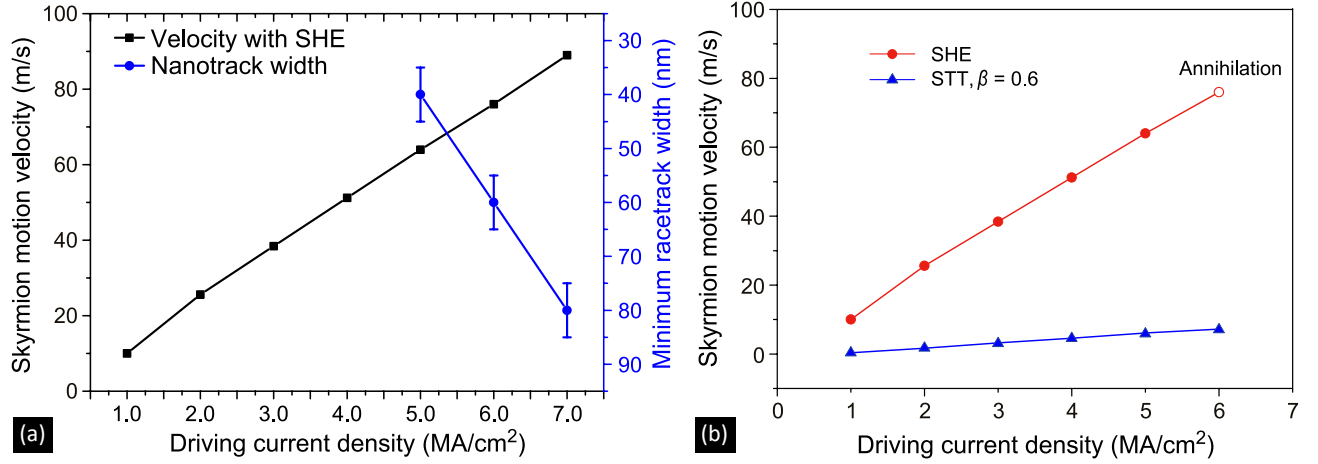 Velocity with SHE
Nanotrack width
Skyrmion motion velocity (m/s)
100
80
60
40
20
0
1.0 2.0 3.0 4.0 5.0 6.0 7.0
Driving current density (MA/cm²)
30
40
50
60
70
80
90
Minimum racetrack width (nm)
(a)
SHE
STT, β = 0.6
Annihilation
Skyrmion motion velocity (m/s)
100
80
60
40
20
0
0 1 2 3 4 5 6 7
Driving current density (MA/cm²)
(b)